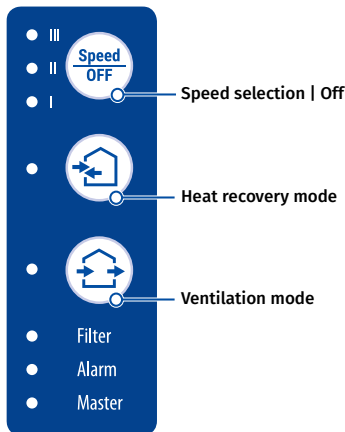 III
Speed
OFF
II
I
Speed selection | Off
Heat recovery mode
Ventilation mode
Filter
Alarm
Master